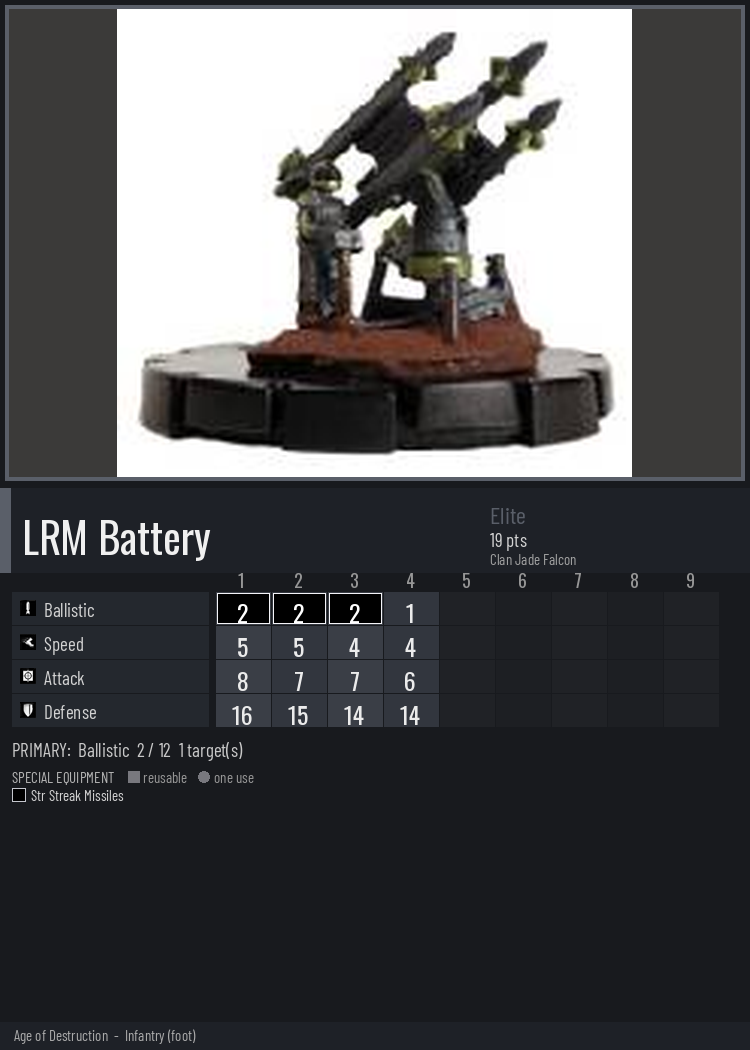 LRM Battery
Elite
19 pts
Clan Jade Falcon
1 2 3 4 5 6 7 8 9
Ballistic 2 2 2 1
Speed 5 5 4 4
Attack 8 7 7 6
Defense 16 15 14 14
PRIMARY: Ballistic 2 / 12 1 target(s)
SPECIAL EQUIPMENT reusable one use
Str Streak Missiles
Age of Destruction - Infantry (foot)